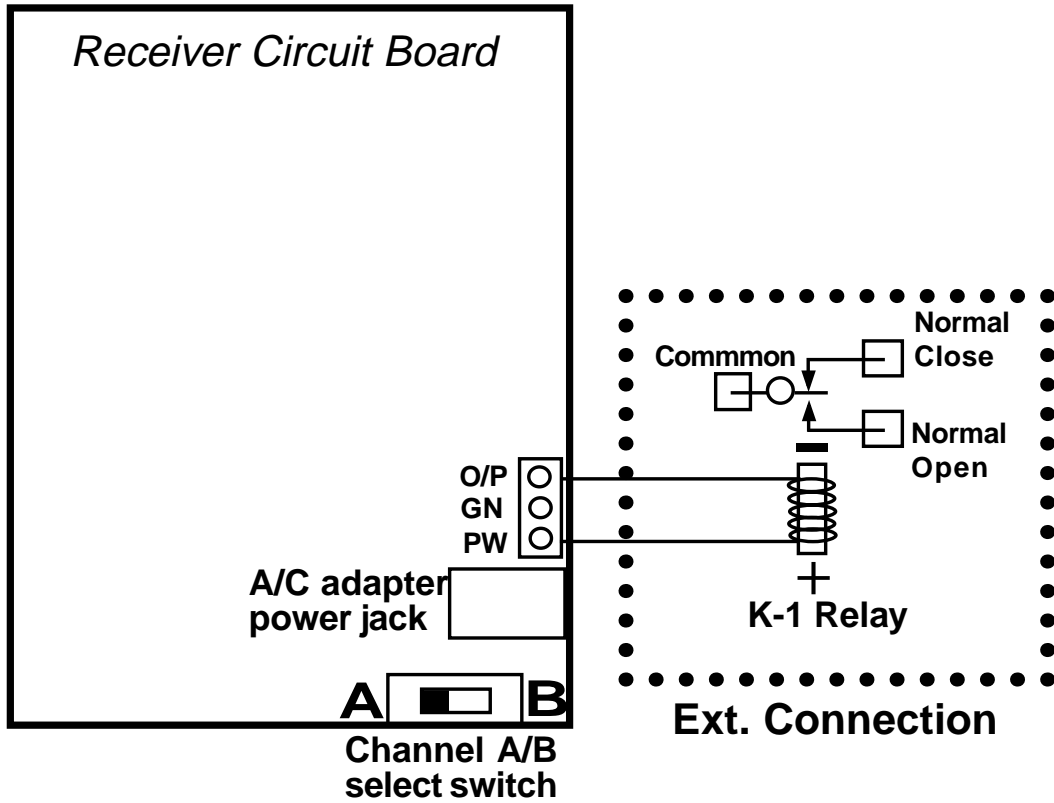 Receiver Circuit Board
Normal
Close
Commmon
Normal
Open
O/P
GN
PW
A/C adapter
power jack
K-1 Relay
A
B
Ext. Connection
Channel A/B
select switch